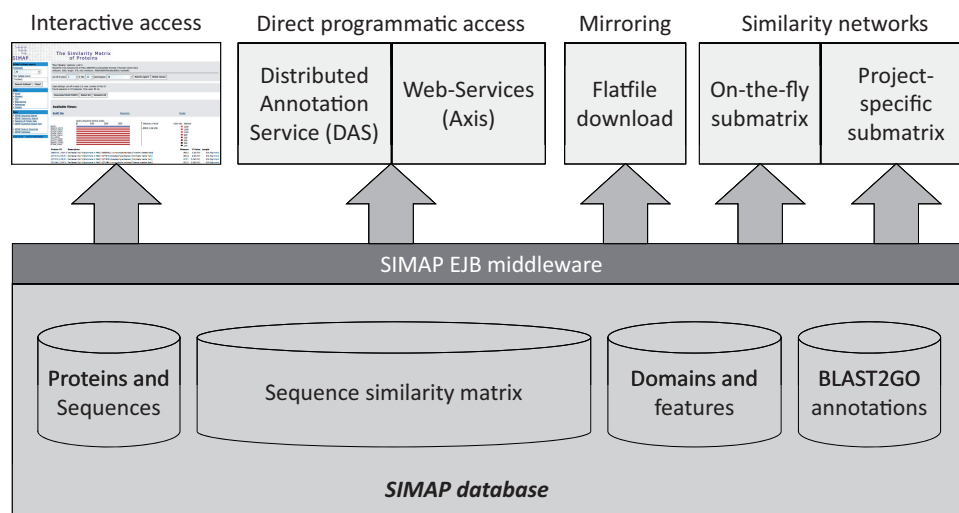 Interactive access
Direct programmatic access
Mirroring
Similarity networks
SIMAP
The Similarity Matrix
of Proteins
Distributed
Annotation
Service (DAS)
Web-Services
(Axis)
Flatfile
download
On-the-fly
submatrix
Project-
specific
submatrix
SIMAP EJB middleware
Proteins and
Sequences
Sequence similarity matrix
Domains and
features
BLAST2GO
annotations
SIMAP database